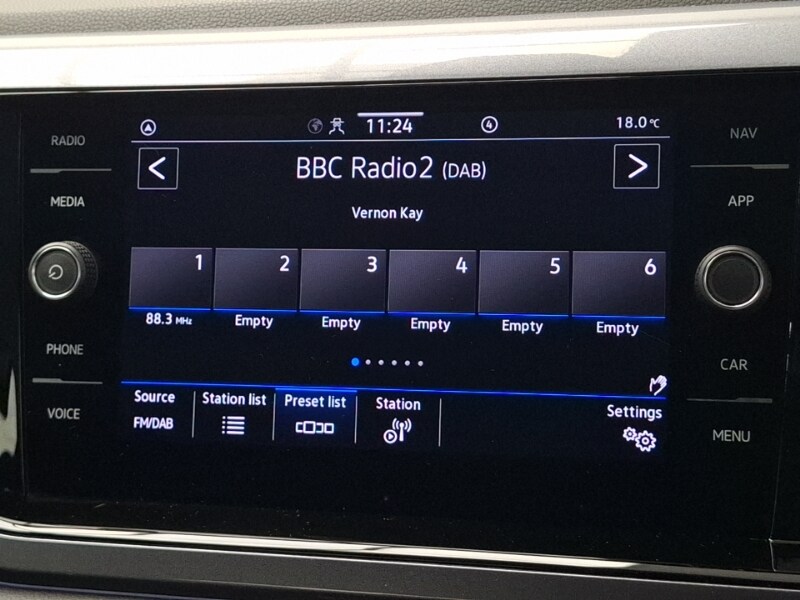 RADIO
MEDIA
PHONE
VOICE
11:24
4
18.0°C
< BBC Radio2 (DAB) >
Vernon Kay
1 2 3 4 5 6
88.3 MHz Empty Empty Empty Empty Empty
Source Station list Preset list Station Settings
FM/DAB
NAV
APP
CAR
MENU